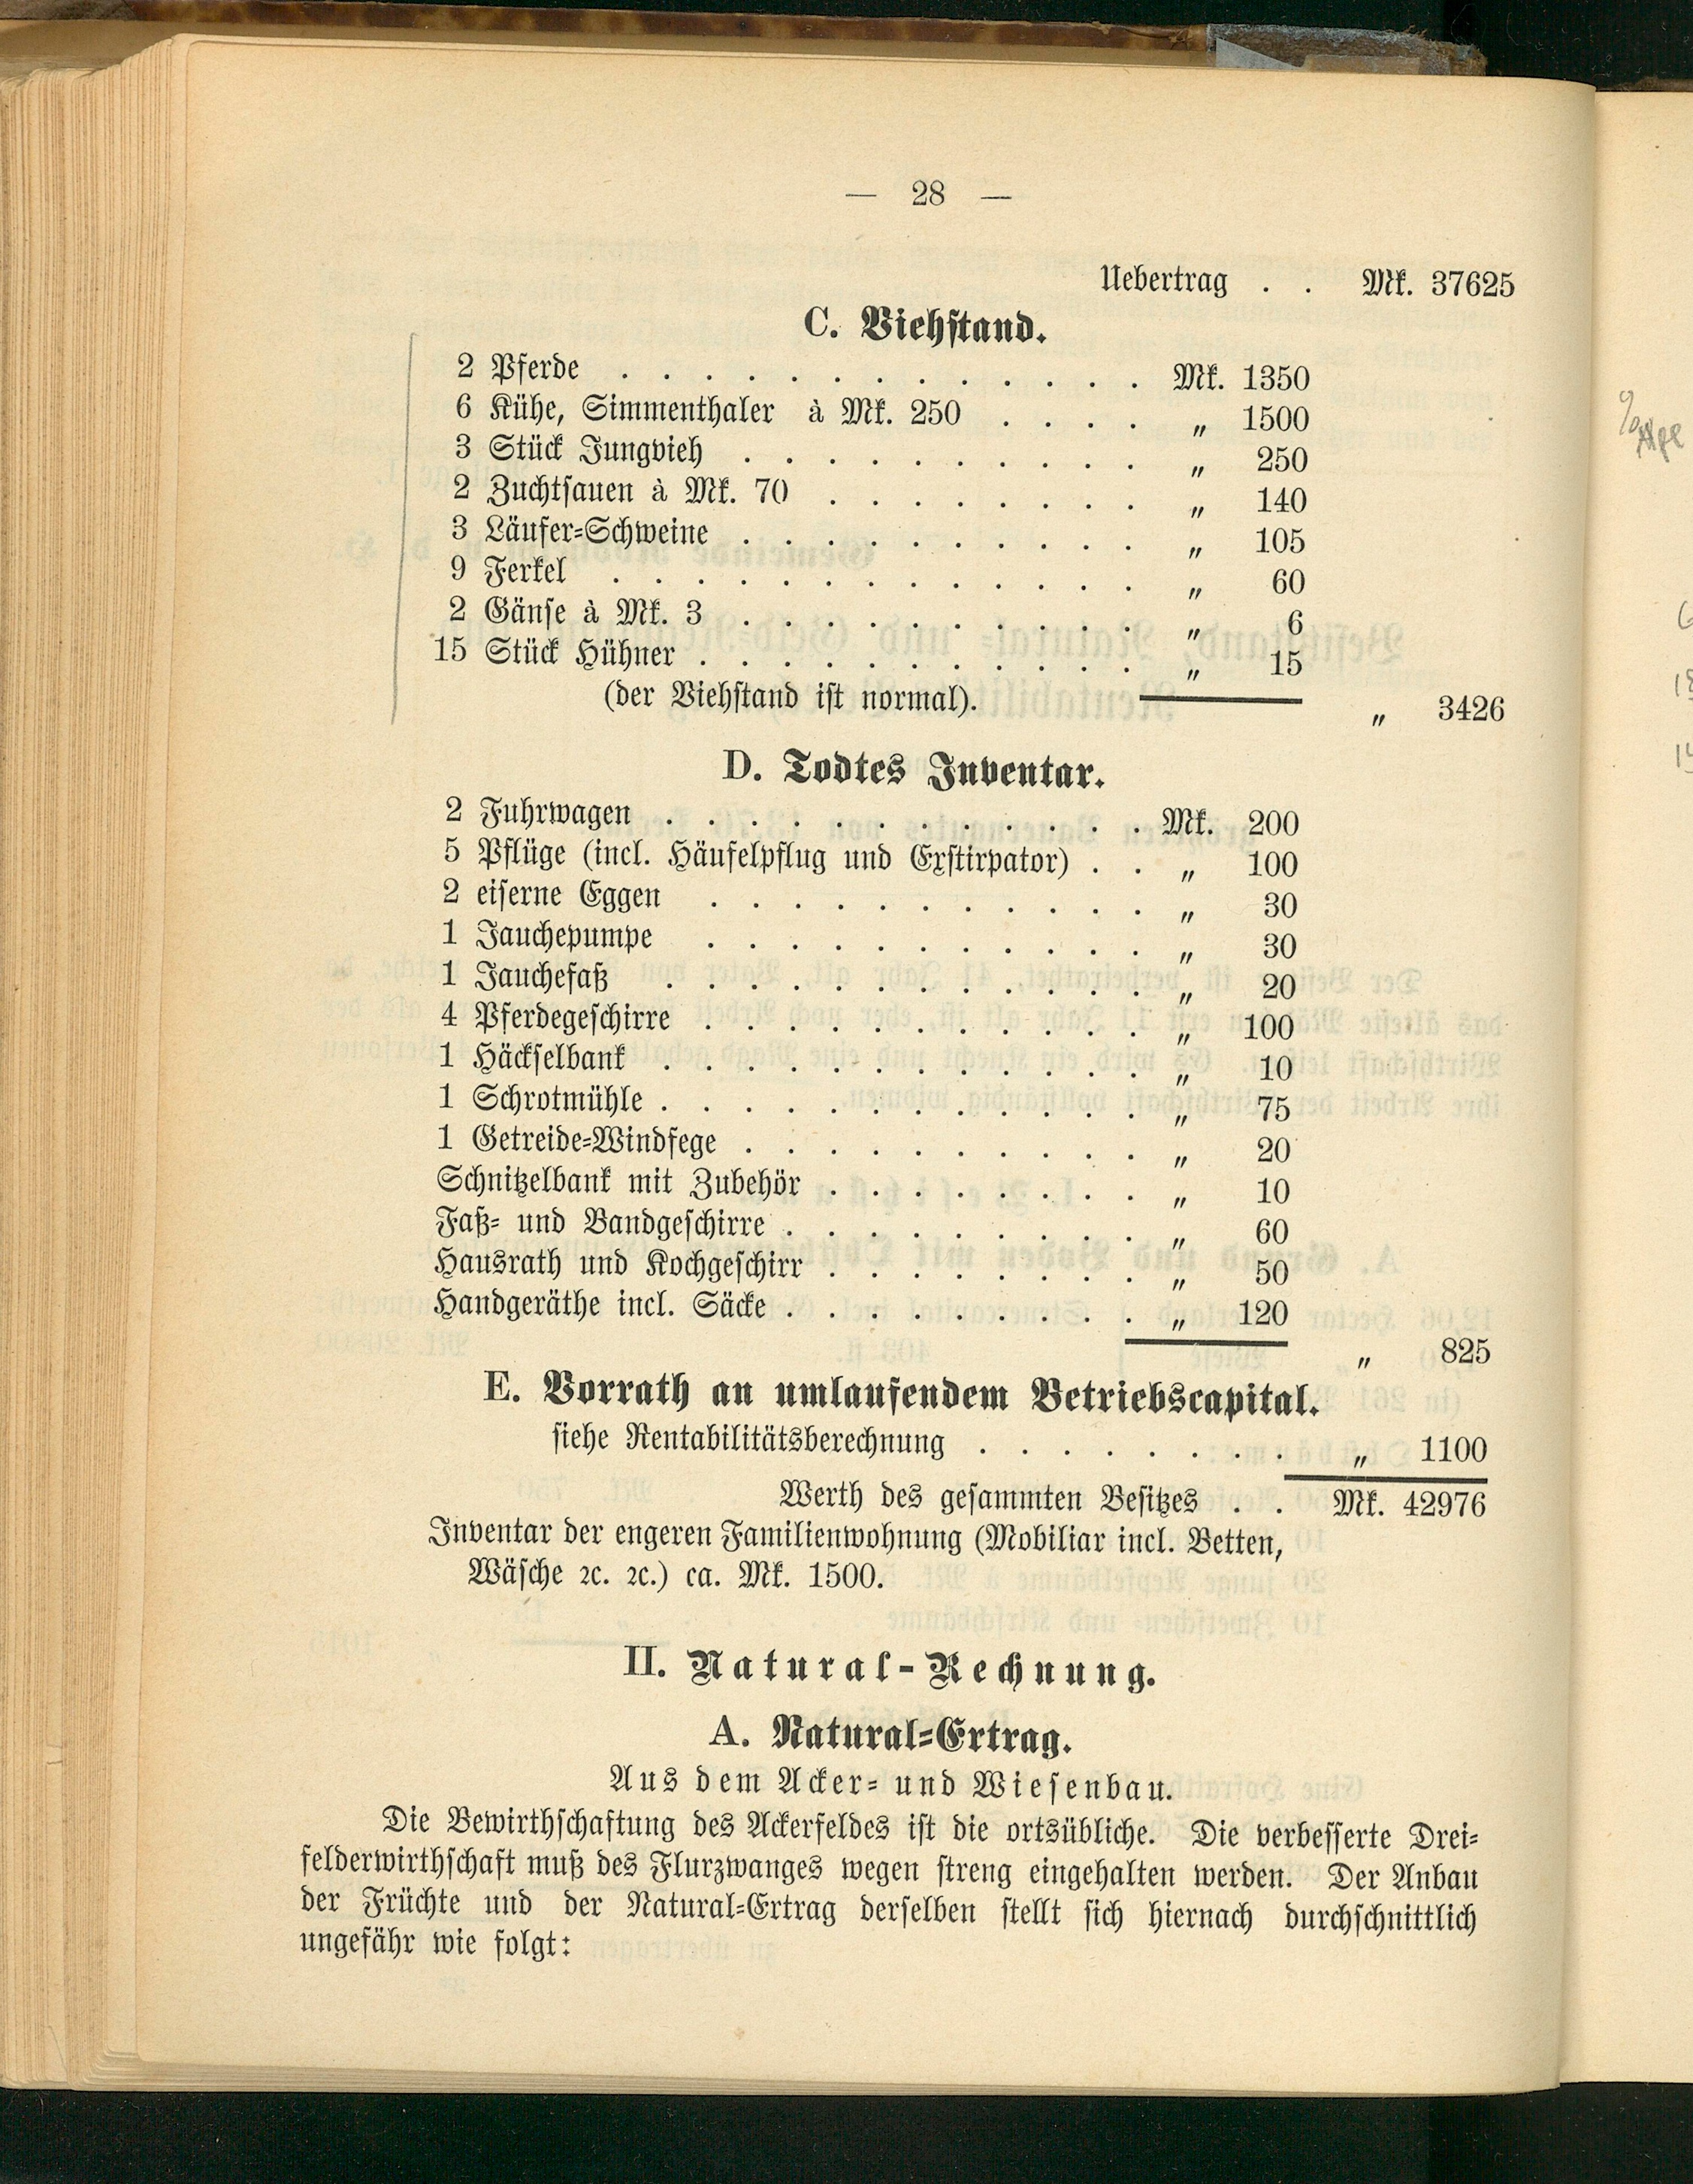 — 28 —
Uebertrag . . Mk. 37625
C. Viehstand.
2 Pferde . . . . . . . . . . . . . Mk. 1350
6 Kühe, Simmenthaler à Mk. 250 . . . . „ 1500
3 Stück Jungvieh . . . . . . . . . . „ 250
2 Zuchtsauen à Mk. 70 . . . . . . . . „ 140
3 Läufer-Schweine . . . . . . . . . . „ 105
9 Ferkel . . . . . . . . . . . . . „ 60
2 Gänse à Mk. 3 . . . . . . . . . . „ 6
15 Stück Hühner . . . . . . . . . . . „ 15
(der Viehstand ist normal).
„ 3426
D. Todtes Inventar.
2 Fuhrwagen . . . . . . . . . . . . Mk. 200
5 Pflüge (incl. Häufelpflug und Exstirpator) . . „ 100
2 eiserne Eggen . . . . . . . . . . . „ 30
1 Jauchepumpe . . . . . . . . . . . „ 30
1 Jauchefaß . . . . . . . . . . . . „ 20
4 Pferdegeschirre . . . . . . . . . . . „ 100
1 Häckselbank . . . . . . . . . . . . „ 10
1 Schrotmühle . . . . . . . . . . . . „ 75
1 Getreide-Windfege . . . . . . . . . . „ 20
Schnitzelbank mit Zubehör . . . . . . . . „ 10
Faß- und Bandgeschirre . . . . . . . . . „ 60
Hausrath und Kochgeschirr . . . . . . . . „ 50
Handgeräthe incl. Säcke . . . . . . . . . „ 120
„ 825
E. Vorrath an umlaufendem Betriebscapital.
siehe Rentabilitätsberechnung . . . . . . . . „ 1100
Werth des gesammten Besitzes . . Mk. 42976
Inventar der engeren Familienwohnung (Mobiliar incl. Betten,
Wäsche ꝛc. ꝛc.) ca. Mk. 1500.
II. Natural-Rechnung.
A. Natural-Ertrag.
Aus dem Acker- und Wiesenbau.
Die Bewirthschaftung des Ackerfeldes ist die ortsübliche. Die verbesserte Drei-
felderwirthschaft muß des Flurzwanges wegen streng eingehalten werden. Der Anbau
der Früchte und der Natural-Ertrag derselben stellt sich hiernach durchschnittlich
ungefähr wie folgt: